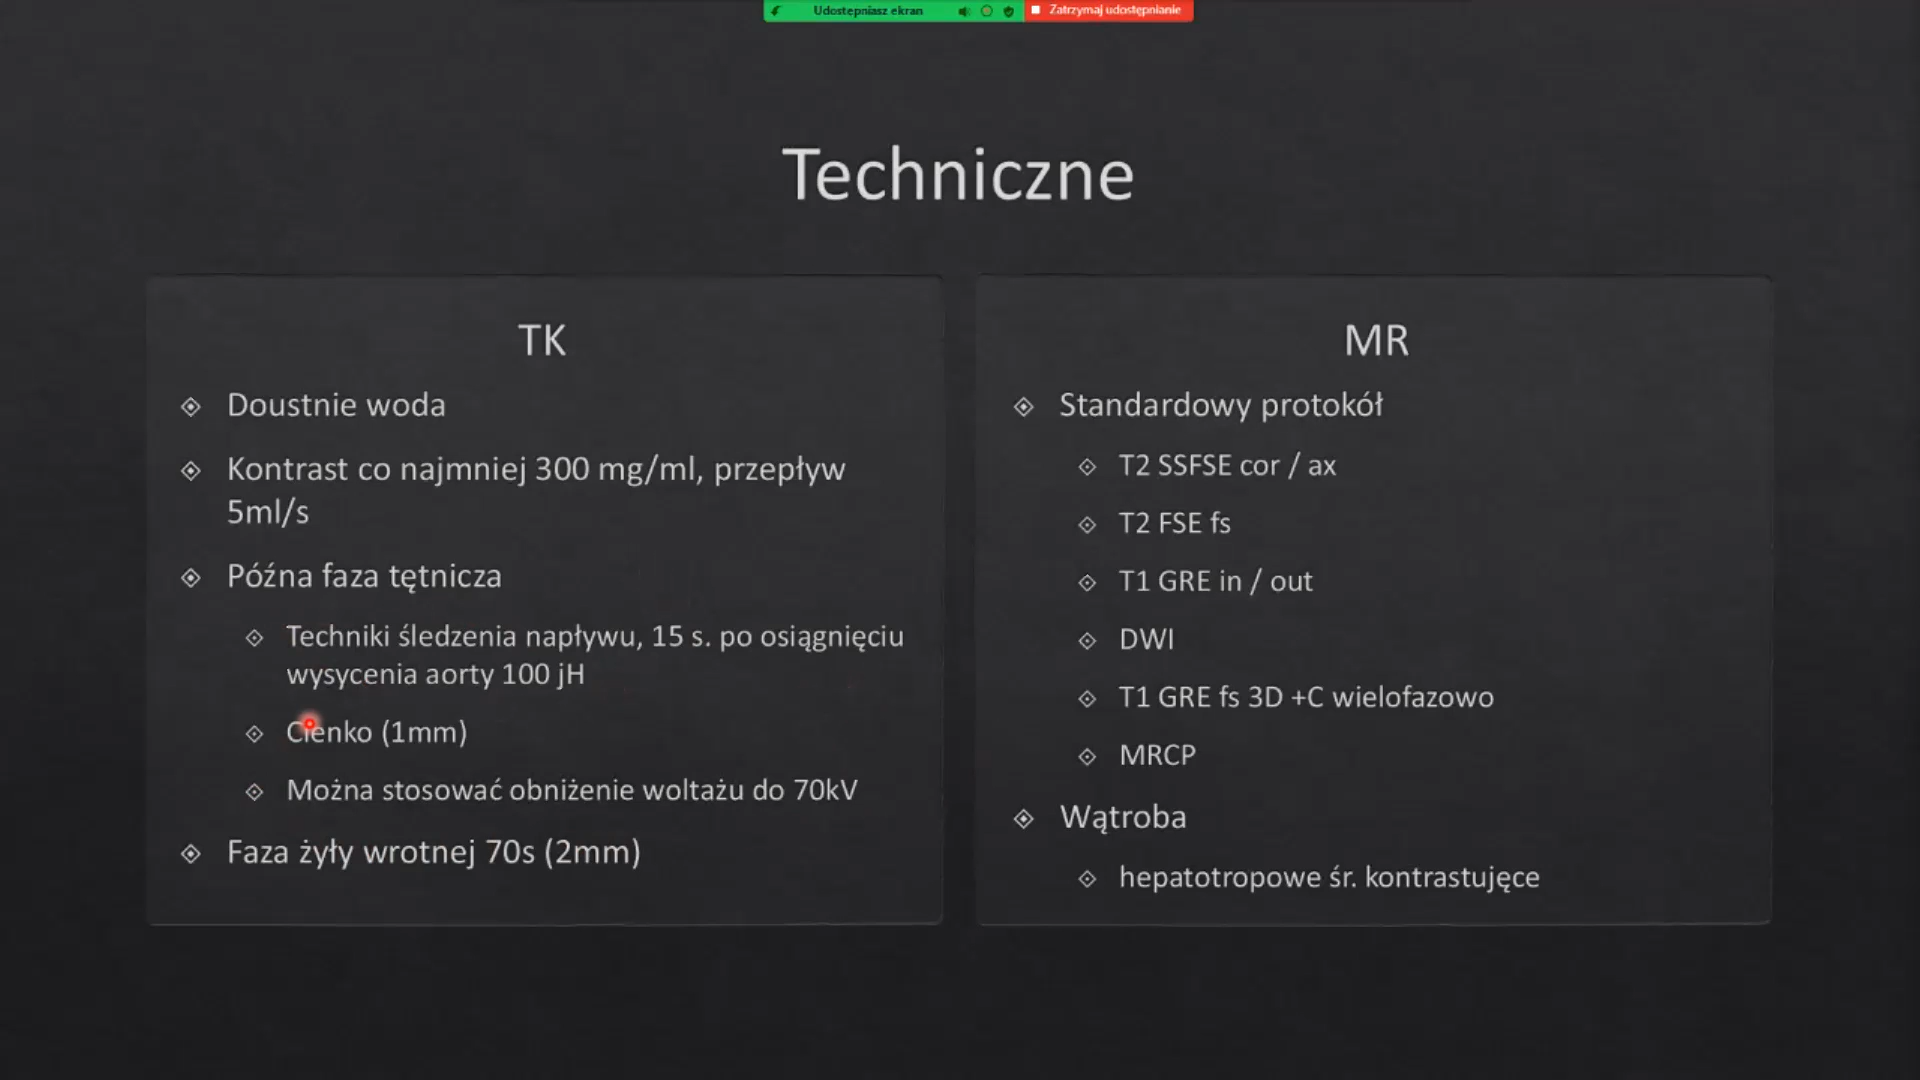 Udostępniasz ekran
Zatrzymaj udostępnianie
Techniczne
TK
Doustnie woda
Kontrast co najmniej 300 mg/ml, przepływ
5ml/s
Późna faza tętnicza
Techniki śledzenia napływu, 15 s. po osiągnięciu
wysycenia aorty 100 jH
Cienko (1mm)
Można stosować obniżenie woltażu do 70kV
Faza żyły wrotnej 70s (2mm)
MR
Standardowy protokół
T2 SSFSE cor / ax
T2 FSE fs
T1 GRE in / out
DWI
T1 GRE fs 3D +C wielofazowo
MRCP
Wątroba
hepatotropowe śr. kontrastujęce